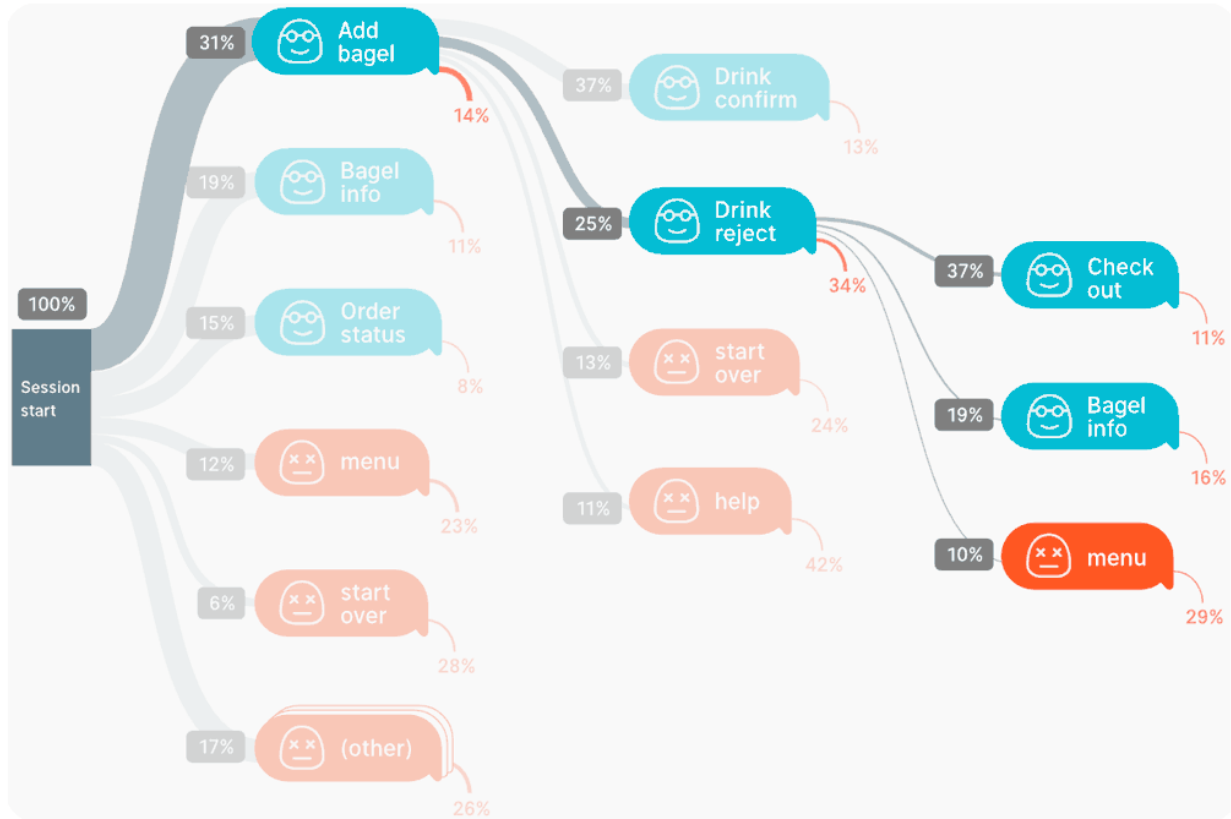 31%
Add
bagel
14%
37%
Drink
confirm
13%
19%
Bagel
info
11%
25%
Drink
reject
34%
37%
Check
out
11%
100%
Session
start
15%
Order
status
8%
13%
start
over
24%
19%
Bagel
info
16%
12%
menu
23%
11%
help
42%
10%
menu
29%
6%
start
over
28%
17%
(other)
26%